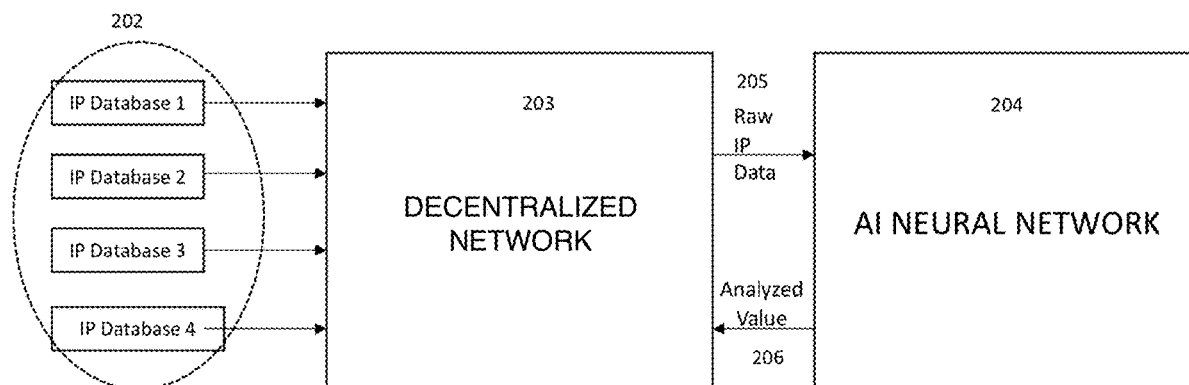 202
IP Database 1
IP Database 2
IP Database 3
IP Database 4
203
DECENTRALIZED
NETWORK
205
Raw
IP
Data
Analyzed
Value
206
204
AI NEURAL NETWORK